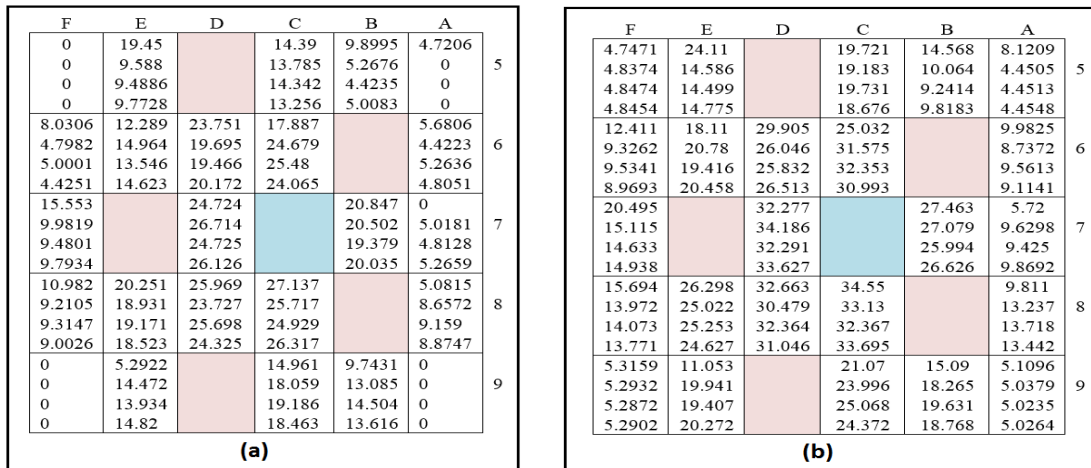 F E D C B A
0 19.45 14.39 9.8995 4.7206
0 9.588 13.785 5.2676 0 5
0 9.4886 14.342 4.4235 0
0 9.7728 13.256 5.0083 0
8.0306 12.289 23.751 17.887 5.6806
4.7982 14.964 19.695 24.679 4.4223 6
5.0001 13.546 19.466 25.48 5.2636
4.4251 14.623 20.172 24.065 4.8051
15.553 24.724 20.847 0
9.9819 26.714 20.502 5.0181 7
9.4801 24.725 19.379 4.8128
9.7934 26.126 20.035 5.2659
10.982 20.251 25.969 27.137 5.0815
9.2105 18.931 23.727 25.717 8.6572 8
9.3147 19.171 25.698 24.929 9.159
9.0026 18.523 24.325 26.317 8.8747
0 5.2922 14.961 9.7431 0
0 14.472 18.059 13.085 0 9
0 13.934 19.186 14.504 0
0 14.82 18.463 13.616 0
(a)
F E D C B A
4.7471 24.11 19.721 14.568 8.1209
4.8374 14.586 19.183 10.064 4.4505 5
4.8474 14.499 19.731 9.2414 4.4513
4.8454 14.775 18.676 9.8183 4.4548
12.411 18.11 29.905 25.032 9.9825
9.3262 20.78 26.046 31.575 8.7372 6
9.5341 19.416 25.832 32.353 9.5613
8.9693 20.458 26.513 30.993 9.1141
20.495 32.277 27.463 5.72
15.115 34.186 27.079 9.6298 7
14.633 32.291 25.994 9.425
14.938 33.627 26.626 9.8692
15.694 26.298 32.663 34.55 9.811
13.972 25.022 30.479 33.13 13.237 8
14.073 25.253 32.364 32.367 13.718
13.771 24.627 31.046 33.695 13.442
5.3159 11.053 21.07 15.09 5.1096
5.2932 19.941 23.996 18.265 5.0379 9
5.2872 19.407 25.068 19.631 5.0235
5.2902 20.272 24.372 18.768 5.0264
(b)